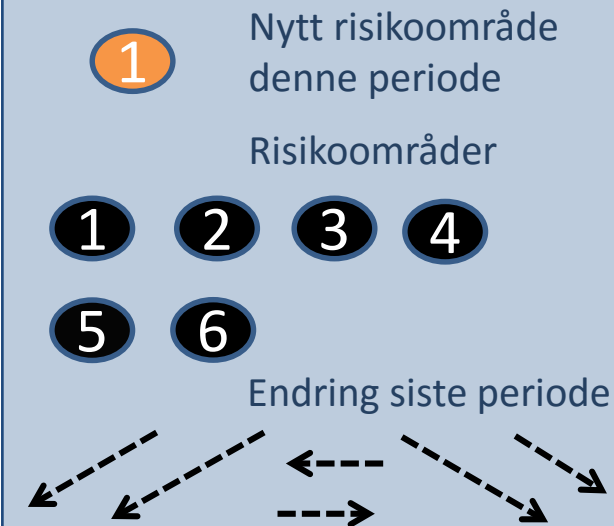 1
Nytt risikoområde
denne periode
Risikoområder
1 2 3 4
5 6
Endring siste periode